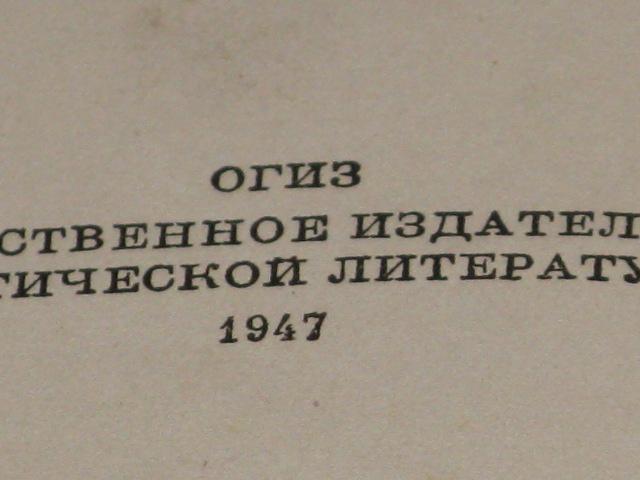 ОГИЗ
СТВЕННОЕ ИЗДАТЕЛ
ТИЧЕСКОЙ ЛИТЕРАТУ
1947